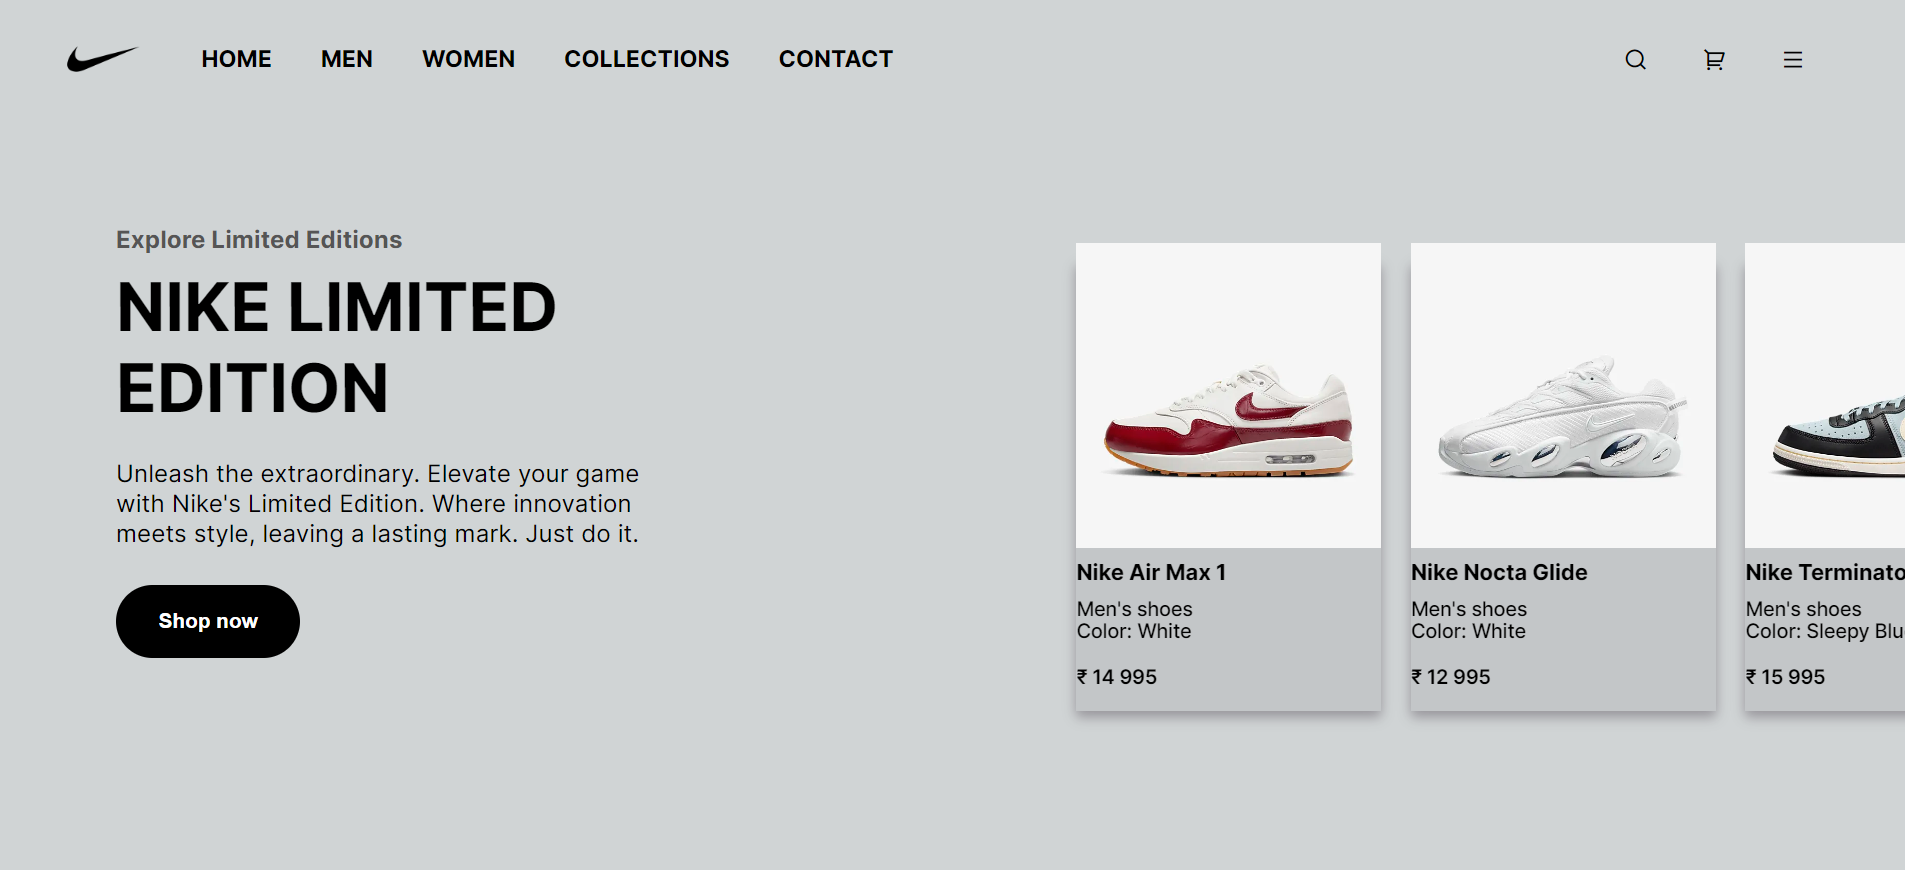 HOME MEN WOMEN COLLECTIONS CONTACT
Explore Limited Editions
NIKE LIMITED
EDITION
Unleash the extraordinary. Elevate your game
with Nike's Limited Edition. Where innovation
meets style, leaving a lasting mark. Just do it.
Shop now
Nike Air Max 1
Men's shoes
Color: White
₹ 14 995
Nike Nocta Glide
Men's shoes
Color: White
₹ 12 995
Nike Terminato
Men's shoes
Color: Sleepy Blu
₹ 15 995